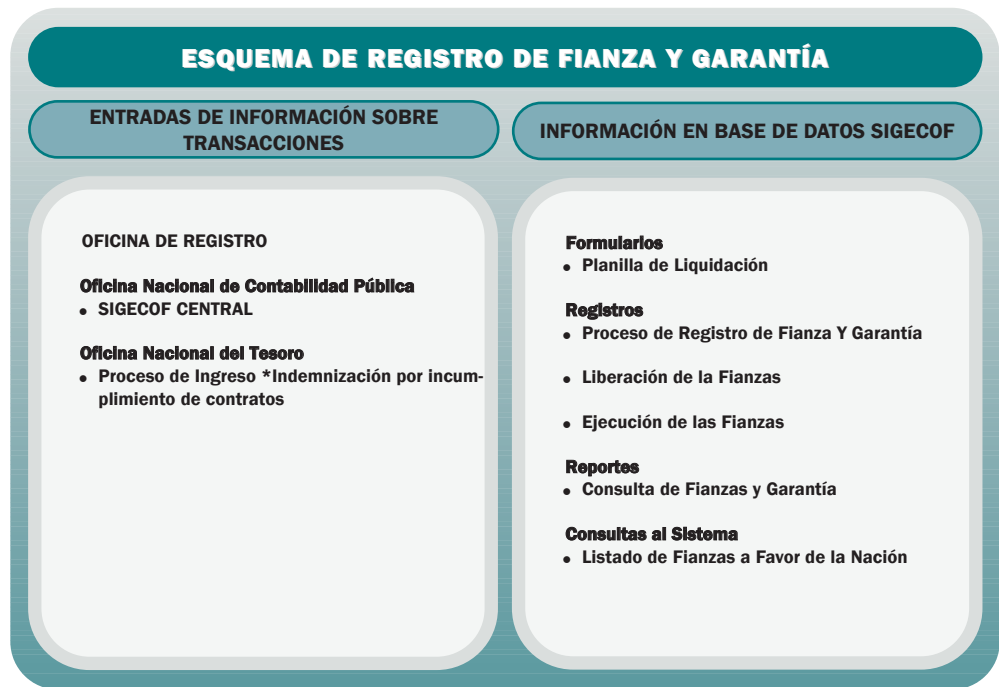 ESQUEMA DE REGISTRO DE FIANZA Y GARANTÍA
ENTRADAS DE INFORMACIÓN SOBRE
TRANSACCIONES
OFICINA DE REGISTRO
Oficina Nacional de Contabilidad Pública
• SIGECOF CENTRAL
Oficina Nacional del Tesoro
• Proceso de Ingreso *Indemnización por incum-
plimiento de contratos
INFORMACIÓN EN BASE DE DATOS SIGECOF
Formularios
• Planilla de Liquidación
Registros
• Proceso de Registro de Fianza Y Garantía
• Liberación de la Fianzas
• Ejecución de las Fianzas
Reportes
• Consulta de Fianzas y Garantía
Consultas al Sistema
• Listado de Fianzas a Favor de la Nación